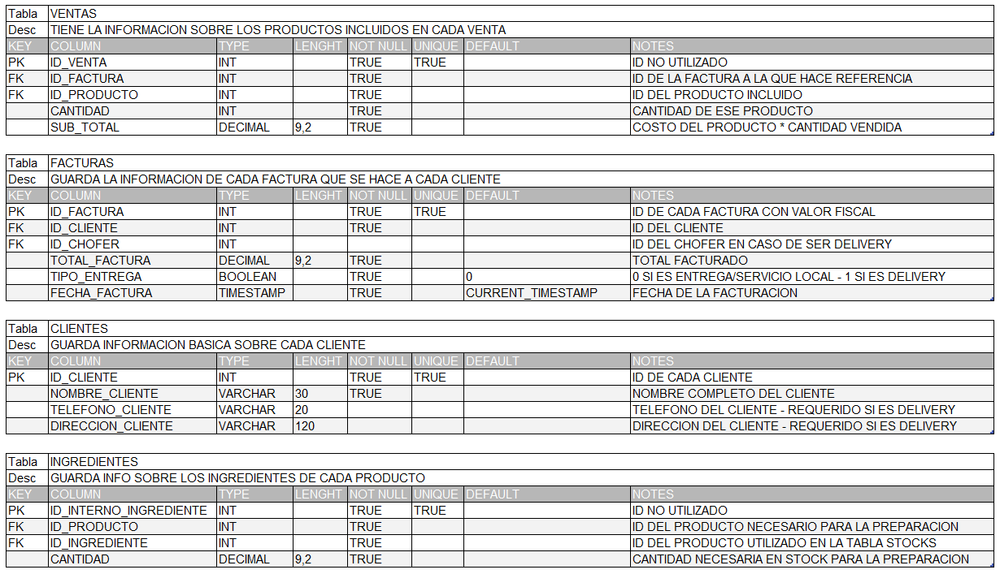 Tabla VENTAS
Desc TIENE LA INFORMACION SOBRE LOS PRODUCTOS INCLUIDOS EN CADA VENTA
KEY COLUMN TYPE LENGHT NOT NULL UNIQUE DEFAULT NOTES
PK ID_VENTA INT TRUE TRUE ID NO UTILIZADO
FK ID_FACTURA INT TRUE ID DE LA FACTURA A LA QUE HACE REFERENCIA
FK ID_PRODUCTO INT TRUE ID DEL PRODUCTO INCLUIDO
CANTIDAD INT TRUE CANTIDAD DE ESE PRODUCTO
SUB_TOTAL DECIMAL 9,2 TRUE COSTO DEL PRODUCTO * CANTIDAD VENDIDA
Tabla FACTURAS
Desc GUARDA LA INFORMACION DE CADA FACTURA QUE SE HACE A CADA CLIENTE
KEY COLUMN TYPE LENGHT NOT NULL UNIQUE DEFAULT NOTES
PK ID_FACTURA INT TRUE TRUE ID DE CADA FACTURA CON VALOR FISCAL
FK ID_CLIENTE INT TRUE ID DEL CLIENTE
FK ID_CHOFER INT ID DEL CHOFER EN CASO DE SER DELIVERY
TOTAL_FACTURA DECIMAL 9,2 TRUE TOTAL FACTURADO
TIPO_ENTREGA BOOLEAN TRUE 0 0 SI ES ENTREGA/SERVICIO LOCAL - 1 SI ES DELIVERY
FECHA_FACTURA TIMESTAMP TRUE CURRENT_TIMESTAMP FECHA DE LA FACTURACION
Tabla CLIENTES
Desc GUARDA INFORMACION BASICA SOBRE CADA CLIENTE
KEY COLUMN TYPE LENGHT NOT NULL UNIQUE DEFAULT NOTES
PK ID_CLIENTE INT TRUE TRUE ID DE CADA CLIENTE
NOMBRE_CLIENTE VARCHAR 30 TRUE NOMBRE COMPLETO DEL CLIENTE
TELEFONO_CLIENTE VARCHAR 20 TELEFONO DEL CLIENTE - REQUERIDO SI ES DELIVERY
DIRECCION_CLIENTE VARCHAR 120 DIRECCION DEL CLIENTE - REQUERIDO SI ES DELIVERY
Tabla INGREDIENTES
Desc GUARDA INFO SOBRE LOS INGREDIENTES DE CADA PRODUCTO
KEY COLUMN TYPE LENGHT NOT NULL UNIQUE DEFAULT NOTES
PK ID_INTERNO_INGREDIENTE INT TRUE TRUE ID NO UTILIZADO
FK ID_PRODUCTO INT TRUE ID DEL PRODUCTO NECESARIO PARA LA PREPARACION
FK ID_INGREDIENTE INT TRUE ID DEL PRODUCTO UTILIZADO EN LA TABLA STOCKS
CANTIDAD DECIMAL 9,2 TRUE CANTIDAD NECESARIA EN STOCK PARA LA PREPARACION